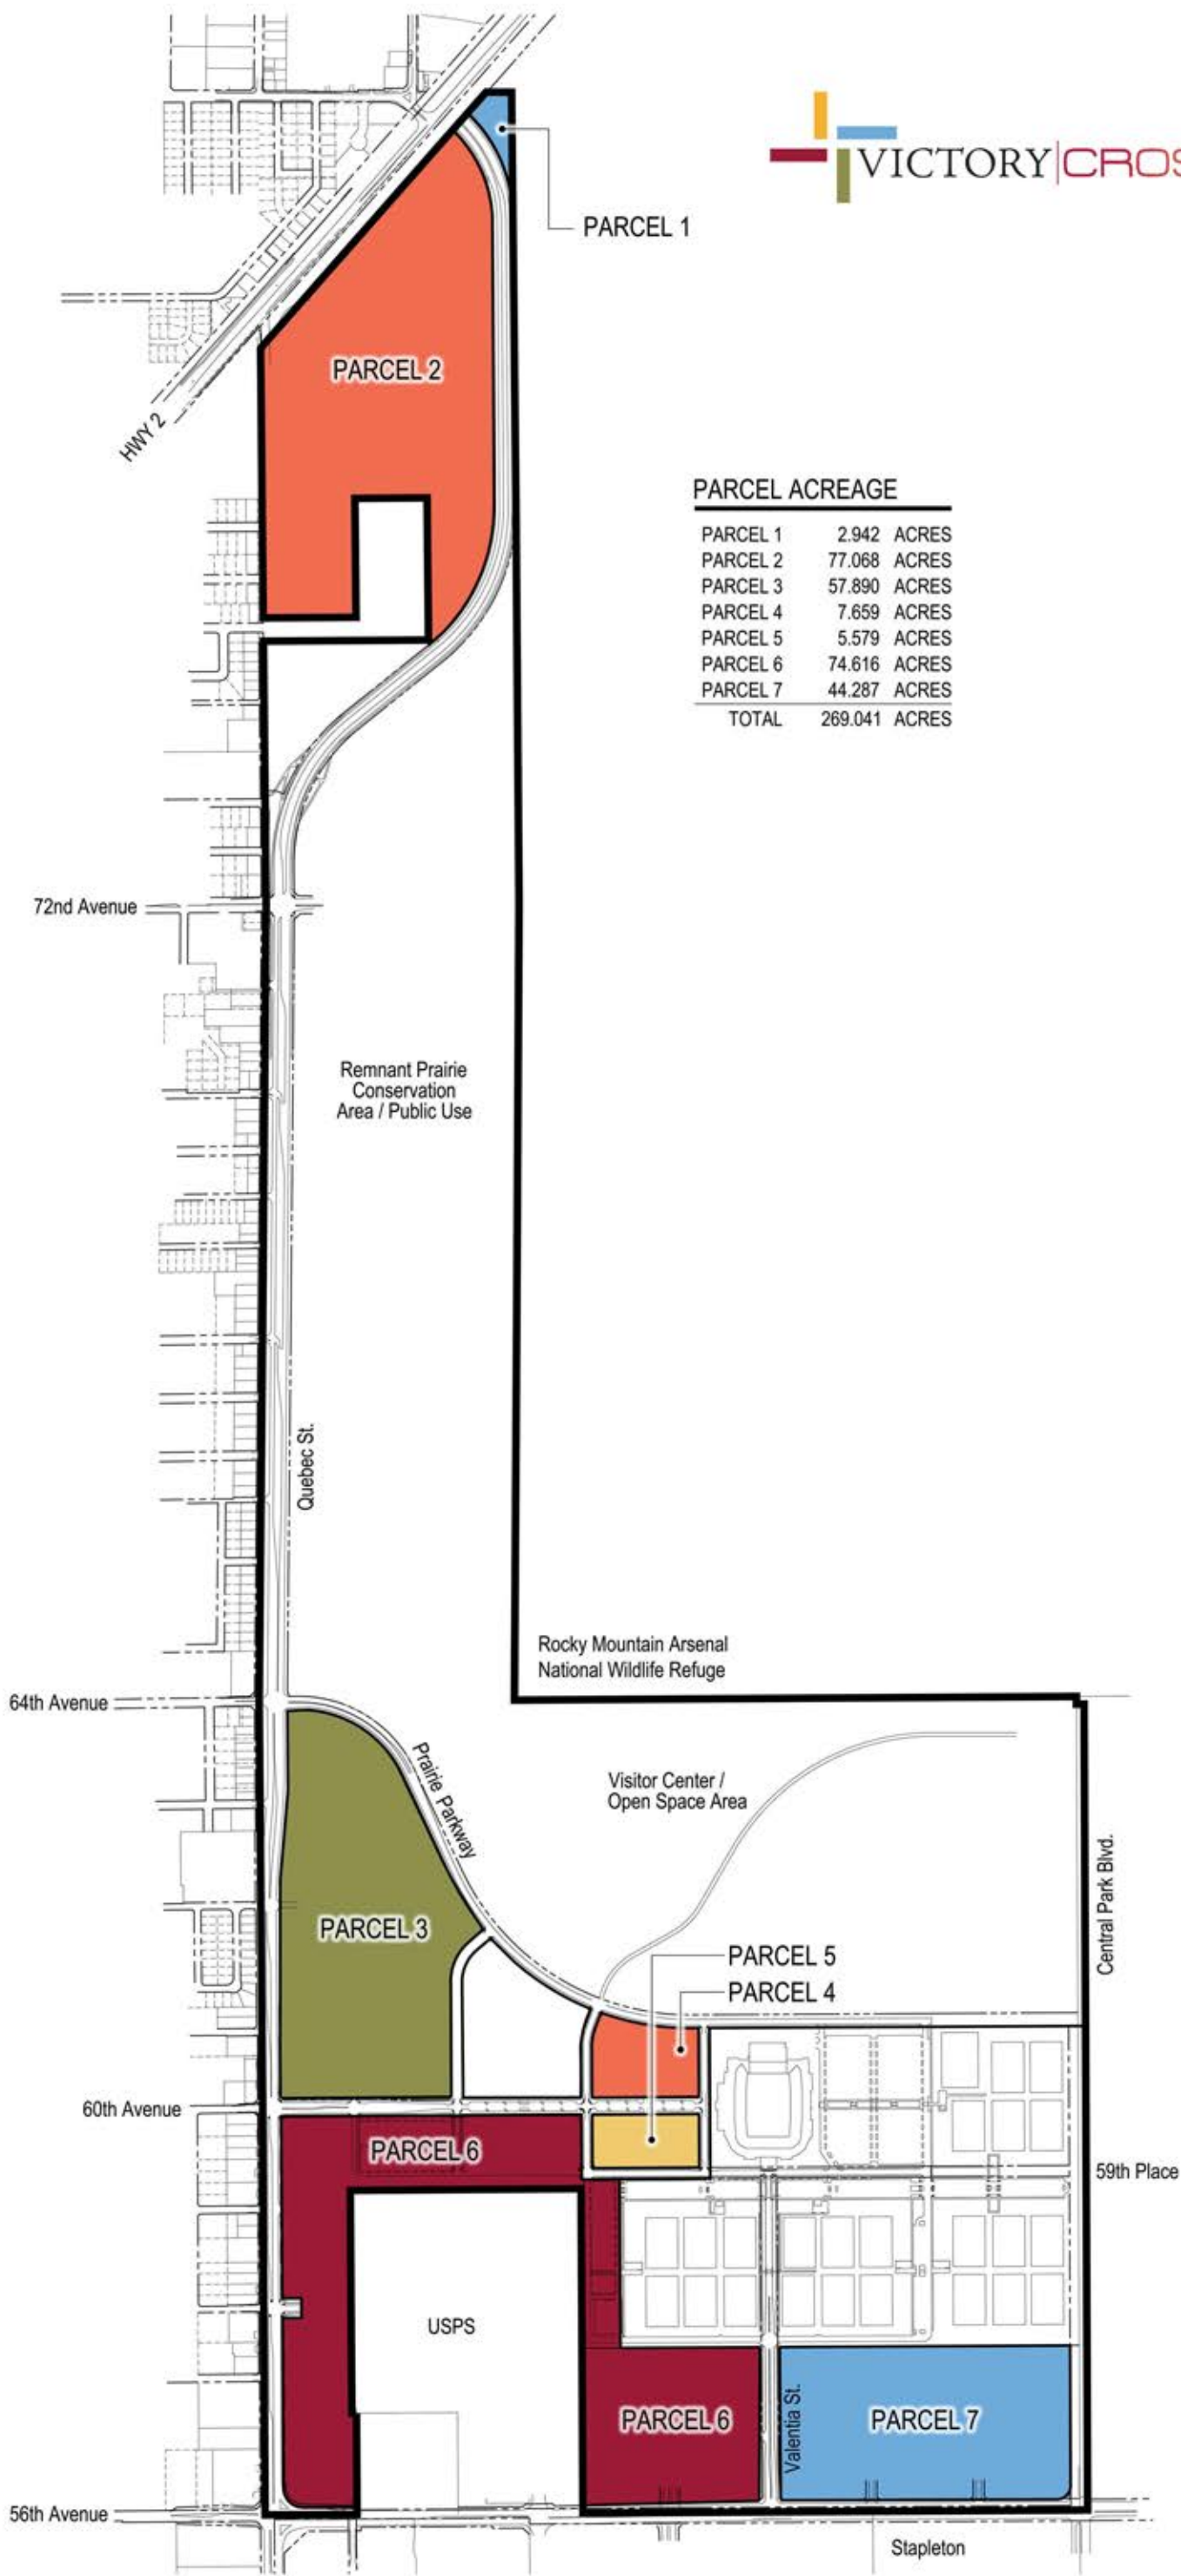 VICTORY|CROS
PARCEL 1
PARCEL 2
HWY 2
PARCEL ACREAGE
PARCEL 1 2.942 ACRES
PARCEL 2 77.068 ACRES
PARCEL 3 57.890 ACRES
PARCEL 4 7.659 ACRES
PARCEL 5 5.579 ACRES
PARCEL 6 74.616 ACRES
PARCEL 7 44.287 ACRES
TOTAL 269.041 ACRES
72nd Avenue
Remnant Prairie
Conservation
Area / Public Use
Quebec St.
Rocky Mountain Arsenal
National Wildlife Refuge
64th Avenue
Prairie Parkway
Visitor Center /
Open Space Area
Central Park Blvd.
PARCEL 3
PARCEL 5
PARCEL 4
60th Avenue
PARCEL 6
59th Place
USPS
PARCEL 6
Valentia St.
PARCEL 7
56th Avenue
Stapleton